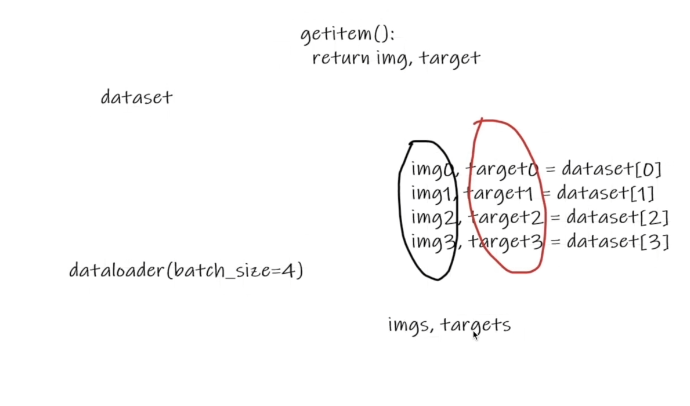 getitem():
return img, target
dataset
img0, target0 = dataset[0]
img1, target1 = dataset[1]
img2, target2 = dataset[2]
img3, target3 = dataset[3]
dataloader(batch_size=4)
imgs, targets